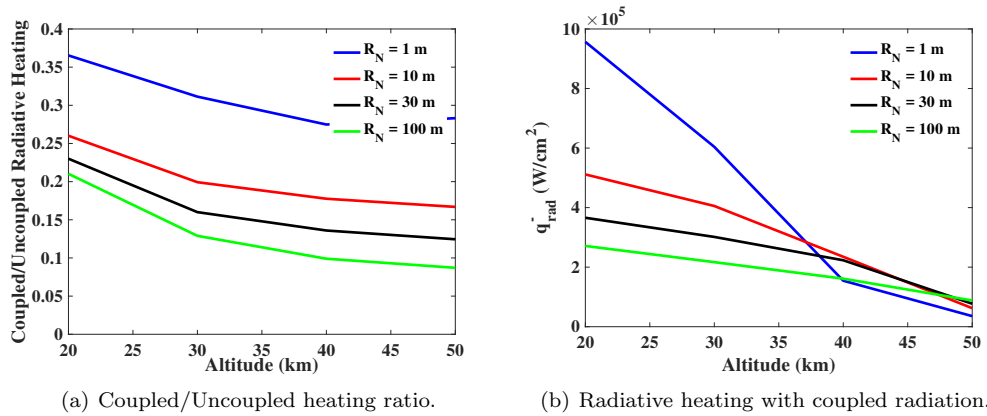 Coupled/Uncoupled Radiative Heating
0.4
0.35
0.3
0.25
0.2
0.15
0.1
0.05
0
R_N = 1 m
R_N = 10 m
R_N = 30 m
R_N = 100 m
20 25 30 35 40 45 50
Altitude (km)
(a) Coupled/Uncoupled heating ratio.
×10^5
q^-_rad (W/cm^2)
10
8
6
4
2
0
R_N = 1 m
R_N = 10 m
R_N = 30 m
R_N = 100 m
20 25 30 35 40 45 50
Altitude (km)
(b) Radiative heating with coupled radiation.